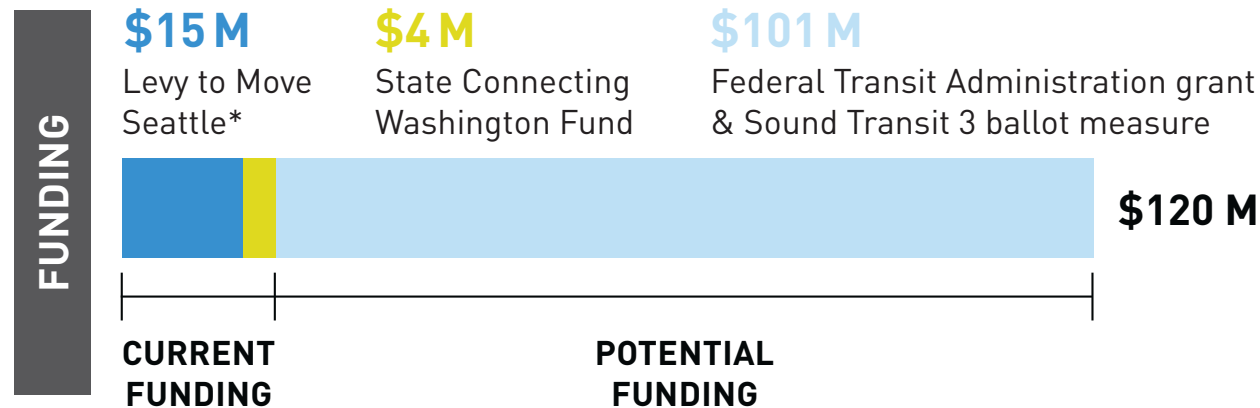 FUNDING
$15 M
Levy to Move
Seattle*
$4 M
State Connecting
Washington Fund
$101 M
Federal Transit Administration grant
& Sound Transit 3 ballot measure
$120 M
CURRENT
FUNDING
POTENTIAL
FUNDING